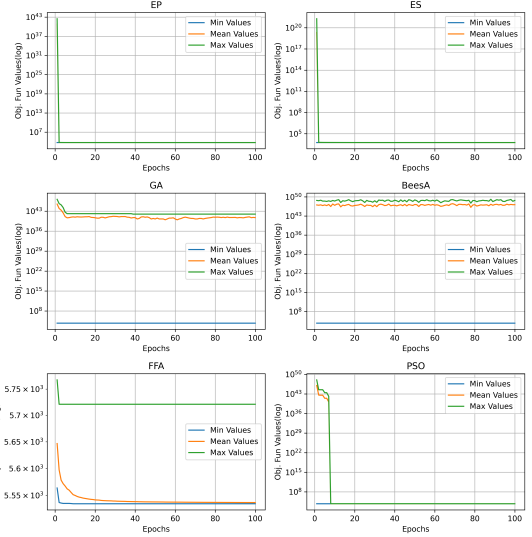 EP
Obj. Fun Values(log)
10^43
10^37
10^31
10^25
10^19
10^13
10^7
Min Values
Mean Values
Max Values
0 20 40 60 80 100
Epochs
ES
Obj. Fun Values(log)
10^20
10^17
10^14
10^11
10^8
10^5
Min Values
Mean Values
Max Values
0 20 40 60 80 100
Epochs
GA
Obj. Fun Values(log)
10^43
10^36
10^29
10^22
10^15
10^8
Min Values
Mean Values
Max Values
0 20 40 60 80 100
Epochs
BeesA
Obj. Fun Values(log)
10^50
10^43
10^36
10^29
10^22
10^15
10^8
Min Values
Mean Values
Max Values
0 20 40 60 80 100
Epochs
FFA
5.75 × 10^3
5.7 × 10^3
5.65 × 10^3
5.6 × 10^3
5.55 × 10^3
Min Values
Mean Values
Max Values
0 20 40 60 80 100
Epochs
PSO
Obj. Fun Values(log)
10^50
10^43
10^36
10^29
10^22
10^15
10^8
Min Values
Mean Values
Max Values
0 20 40 60 80 100
Epochs